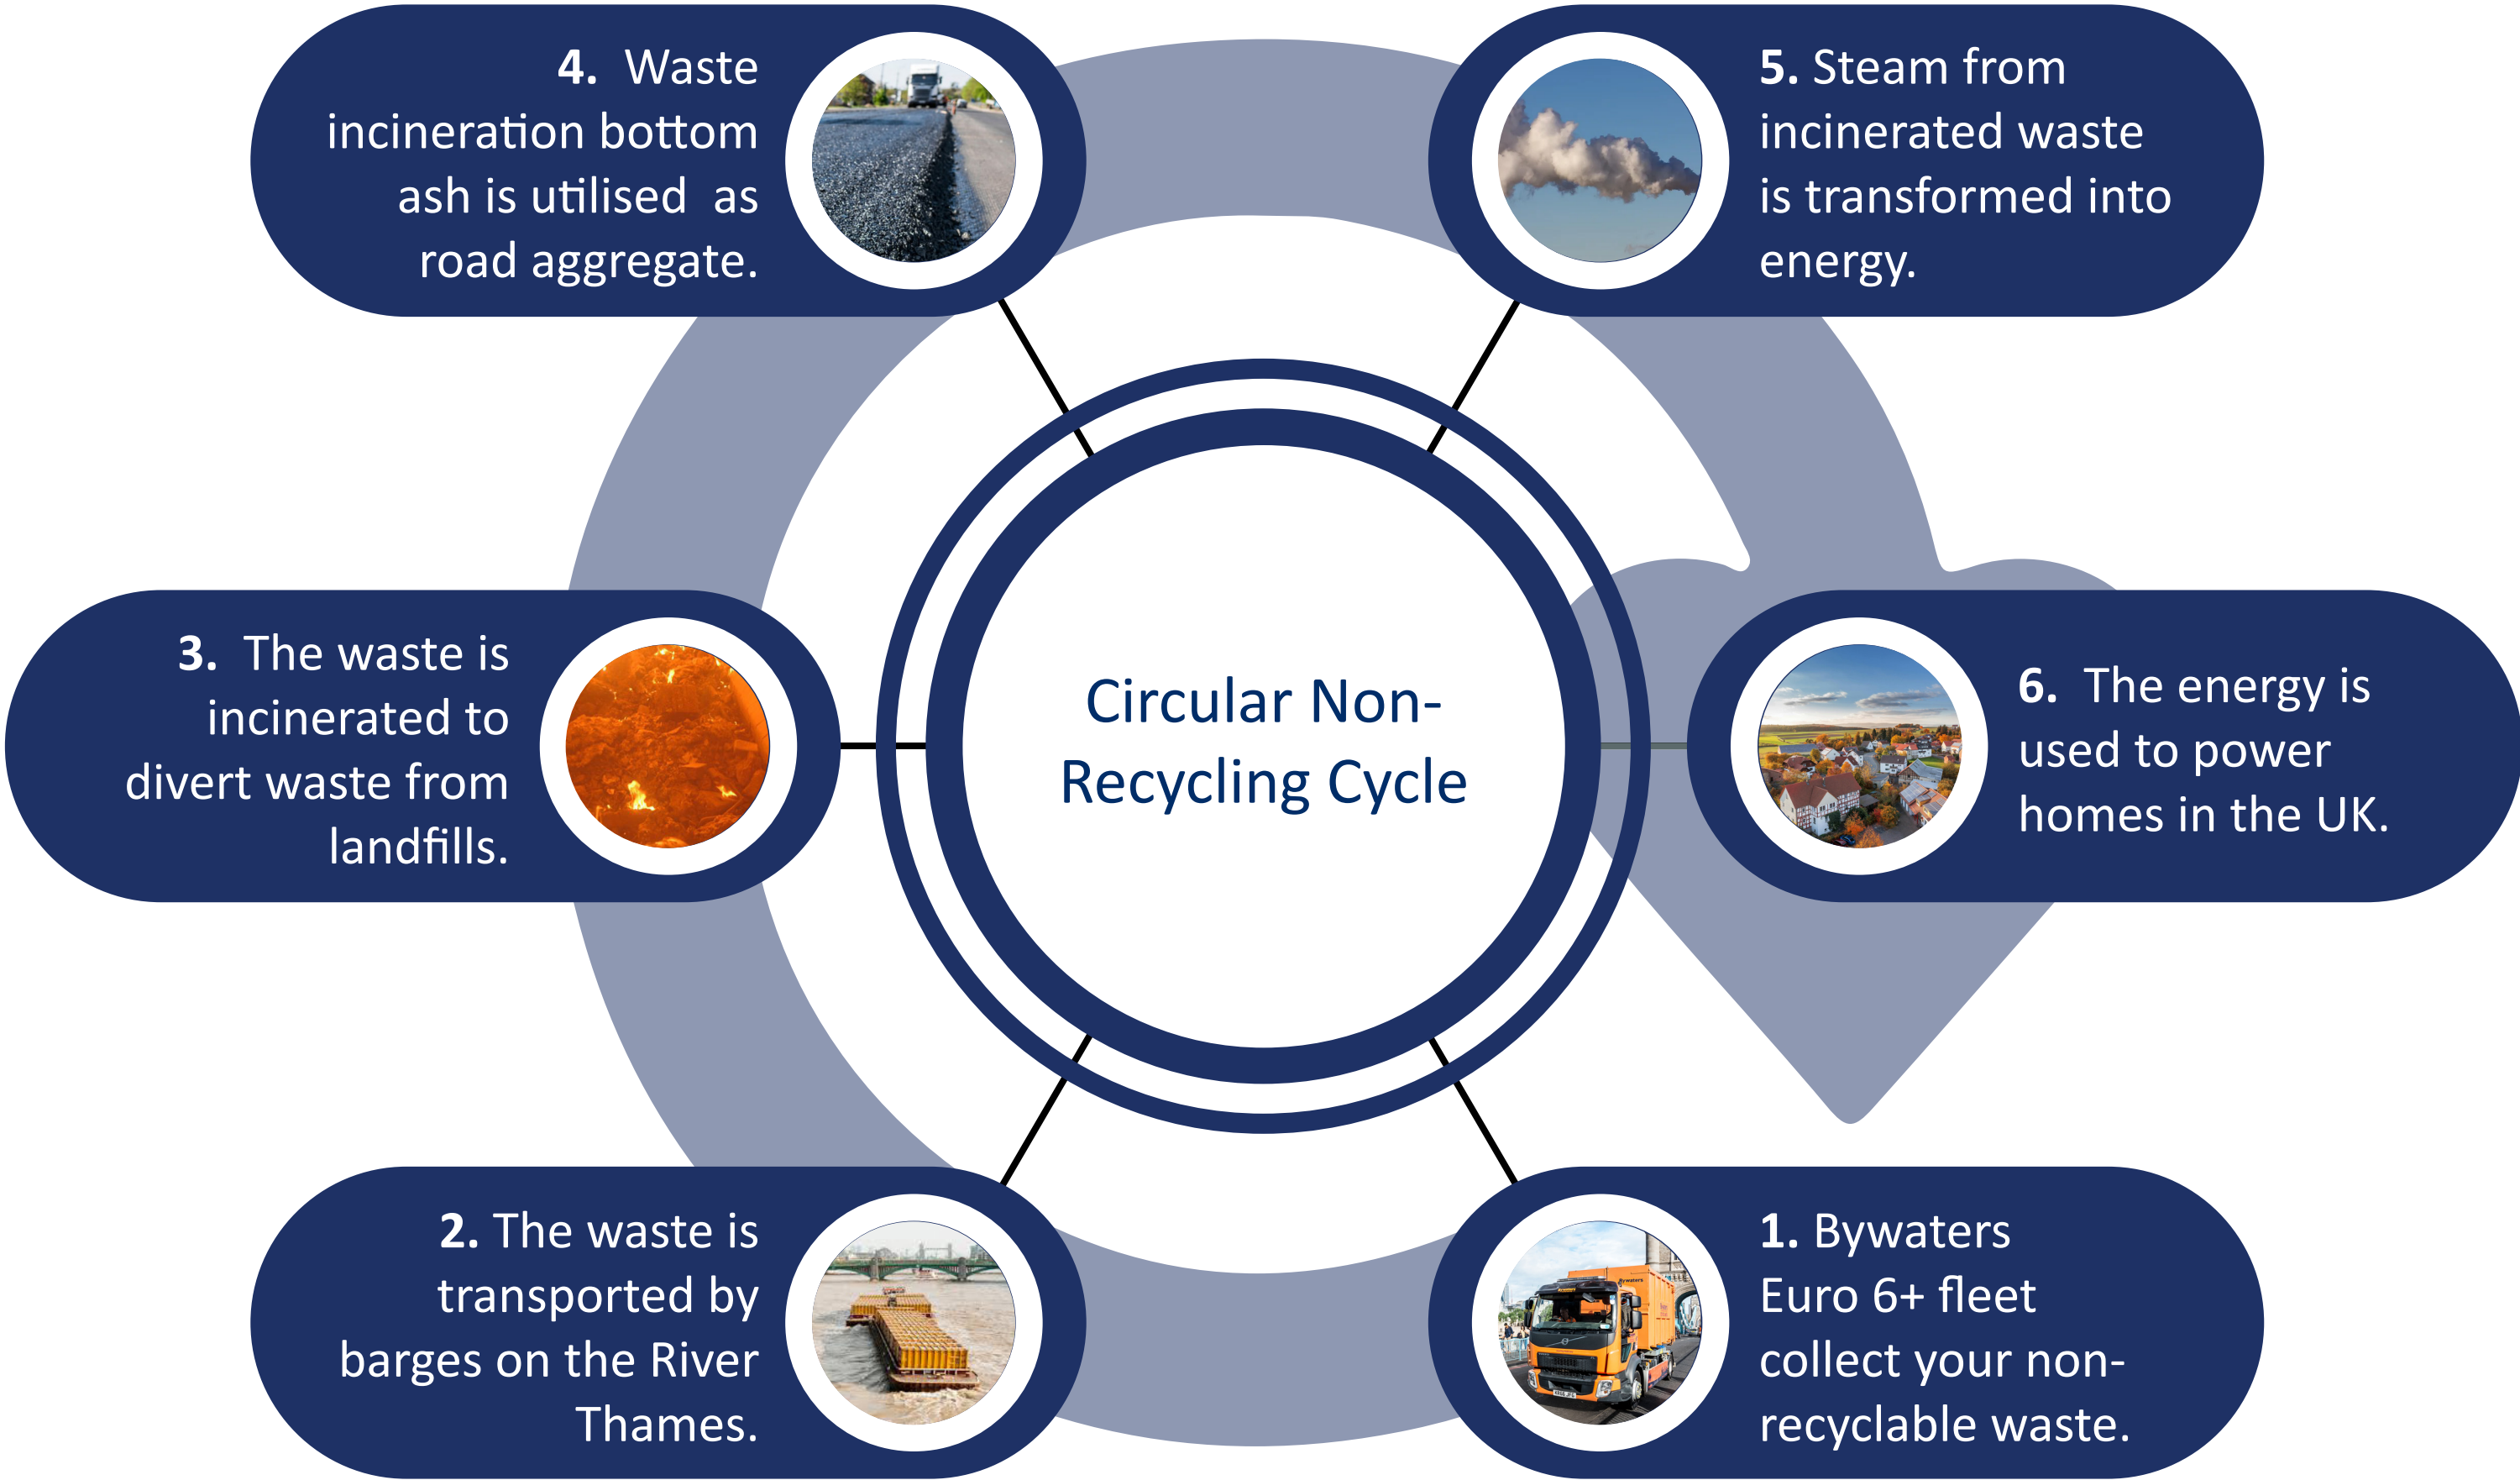 4.  Waste
incineration bottom
ash is utilised  as
road aggregate.
5. Steam from
incinerated waste
is transformed into
energy.
3.  The waste is
incinerated to
divert waste from
landfills.
Circular Non-
Recycling Cycle
6.  The energy is
used to power
homes in the UK.
2. The waste is
transported by
barges on the River
Thames.
Bywaters
1. Bywaters
Euro 6+ fleet
collect your non-
recyclable waste.